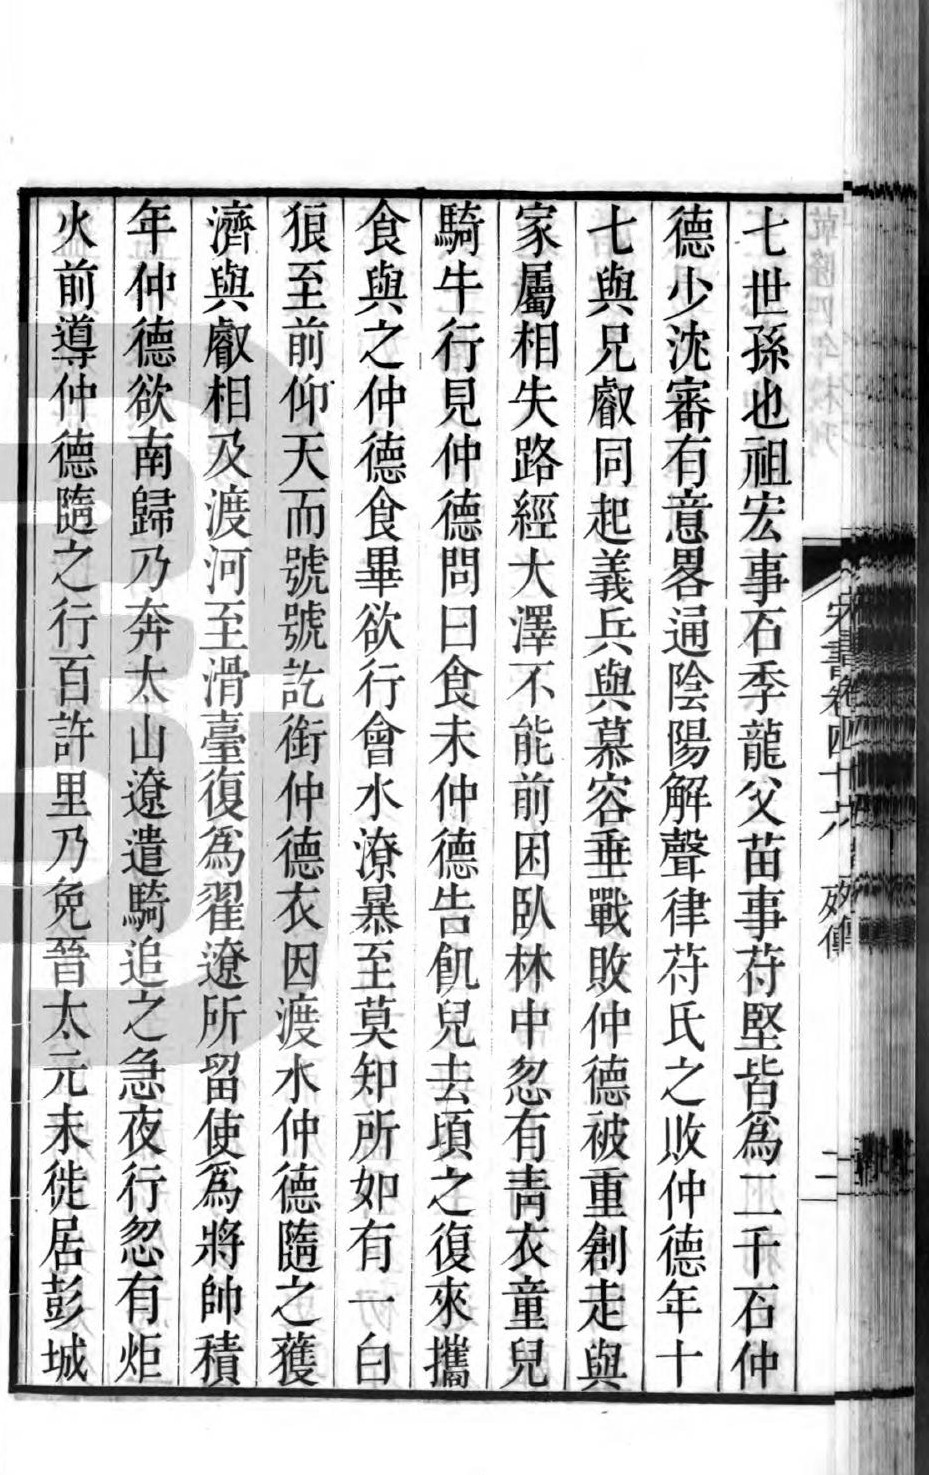 宋書卷四十六 列傳 二
七世孫也祖宏事石季龍父苗事苻堅皆爲二千石仲
德少沈審有意畧通陰陽解聲律苻氏之敗仲德年十
七與兄叡同起義兵與慕容垂戰敗仲德被重創走與
家屬相失路經大澤不能前困臥林中忽有靑衣童兒
騎牛行見仲德問曰食未仲德告飢兒去頃之復來攜
食與之仲德食畢欲行會水潦暴至莫知所如有一白
狼至前仰天而號號訖銜仲德衣因渡水仲德隨之獲
濟與叡相及渡河至滑臺復爲翟遼所留使爲將帥積
年仲德欲南歸乃奔太山遼遣騎追之急夜行忽有炬
火前導仲德隨之行百許里乃免晉太元末徙居彭城